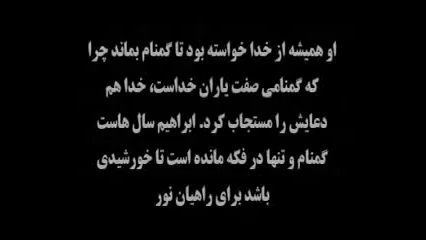 او همیشه از خدا خواسته بود تا گمنام بماند چرا
که گمنامی صفت یاران خداست، خدا هم
دعایش را مستجاب کرد. ابراهیم سال هاست
گمنام و تنها در فکه مانده است تا خورشیدی
باشد برای راهیان نور